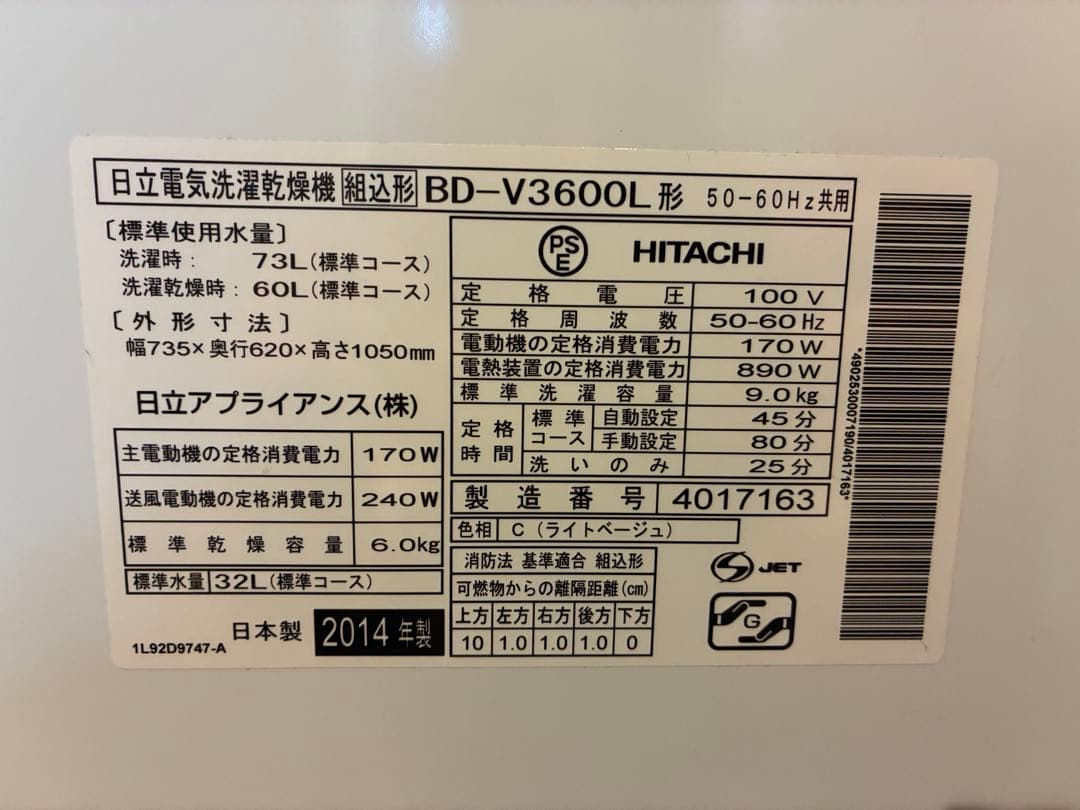 日立電気洗濯乾燥機 組込形 BD-V3600L形 50-60Hz共用
〔標準使用水量〕
洗濯時: 73L(標準コース)
洗濯乾燥時: 60L(標準コース)
〔外形寸法〕
幅735×奥行620×高さ1050mm
日立アプライアンス(株)
主電動機の定格消費電力 170W
送風電動機の定格消費電力 240W
標準乾燥容量 6.0kg
標準水量 32L(標準コース)
日本製 2014年製
1L92D9747-A
PSE HITACHI
定格電圧 100V
定格周波数 50-60Hz
電動機の定格消費電力 170W
電熱装置の定格消費電力 890W
標準洗濯容量 9.0kg
定格時間 標準コース 自動設定 45分
手動設定 80分
洗いのみ 25分
製造番号 4017163
色相 C(ライトベージュ)
消防法 基準適合 組込形
可燃物からの離隔距離(cm)
上方 左方 右方 後方 下方
10 1.0 1.0 1.0 0
S JET
G
*4902530007190/4017163*